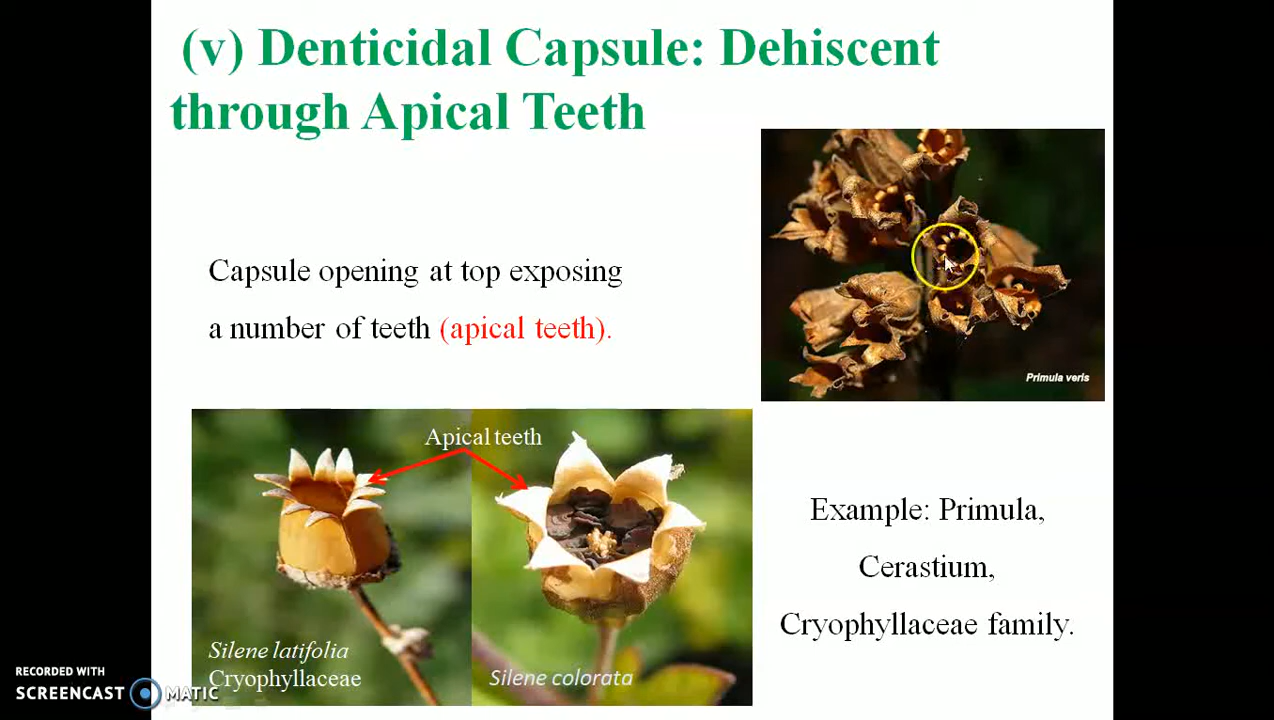 (v) Denticidal Capsule: Dehiscent
through Apical Teeth
Capsule opening at top exposing
a number of teeth (apical teeth).
Primula veris
Apical teeth
Silene latifolia
Cryophyllaceae
Silene colorata
Example: Primula,
Cerastium,
Cryophyllaceae family.
RECORDED WITH
SCREENCAST MATIC